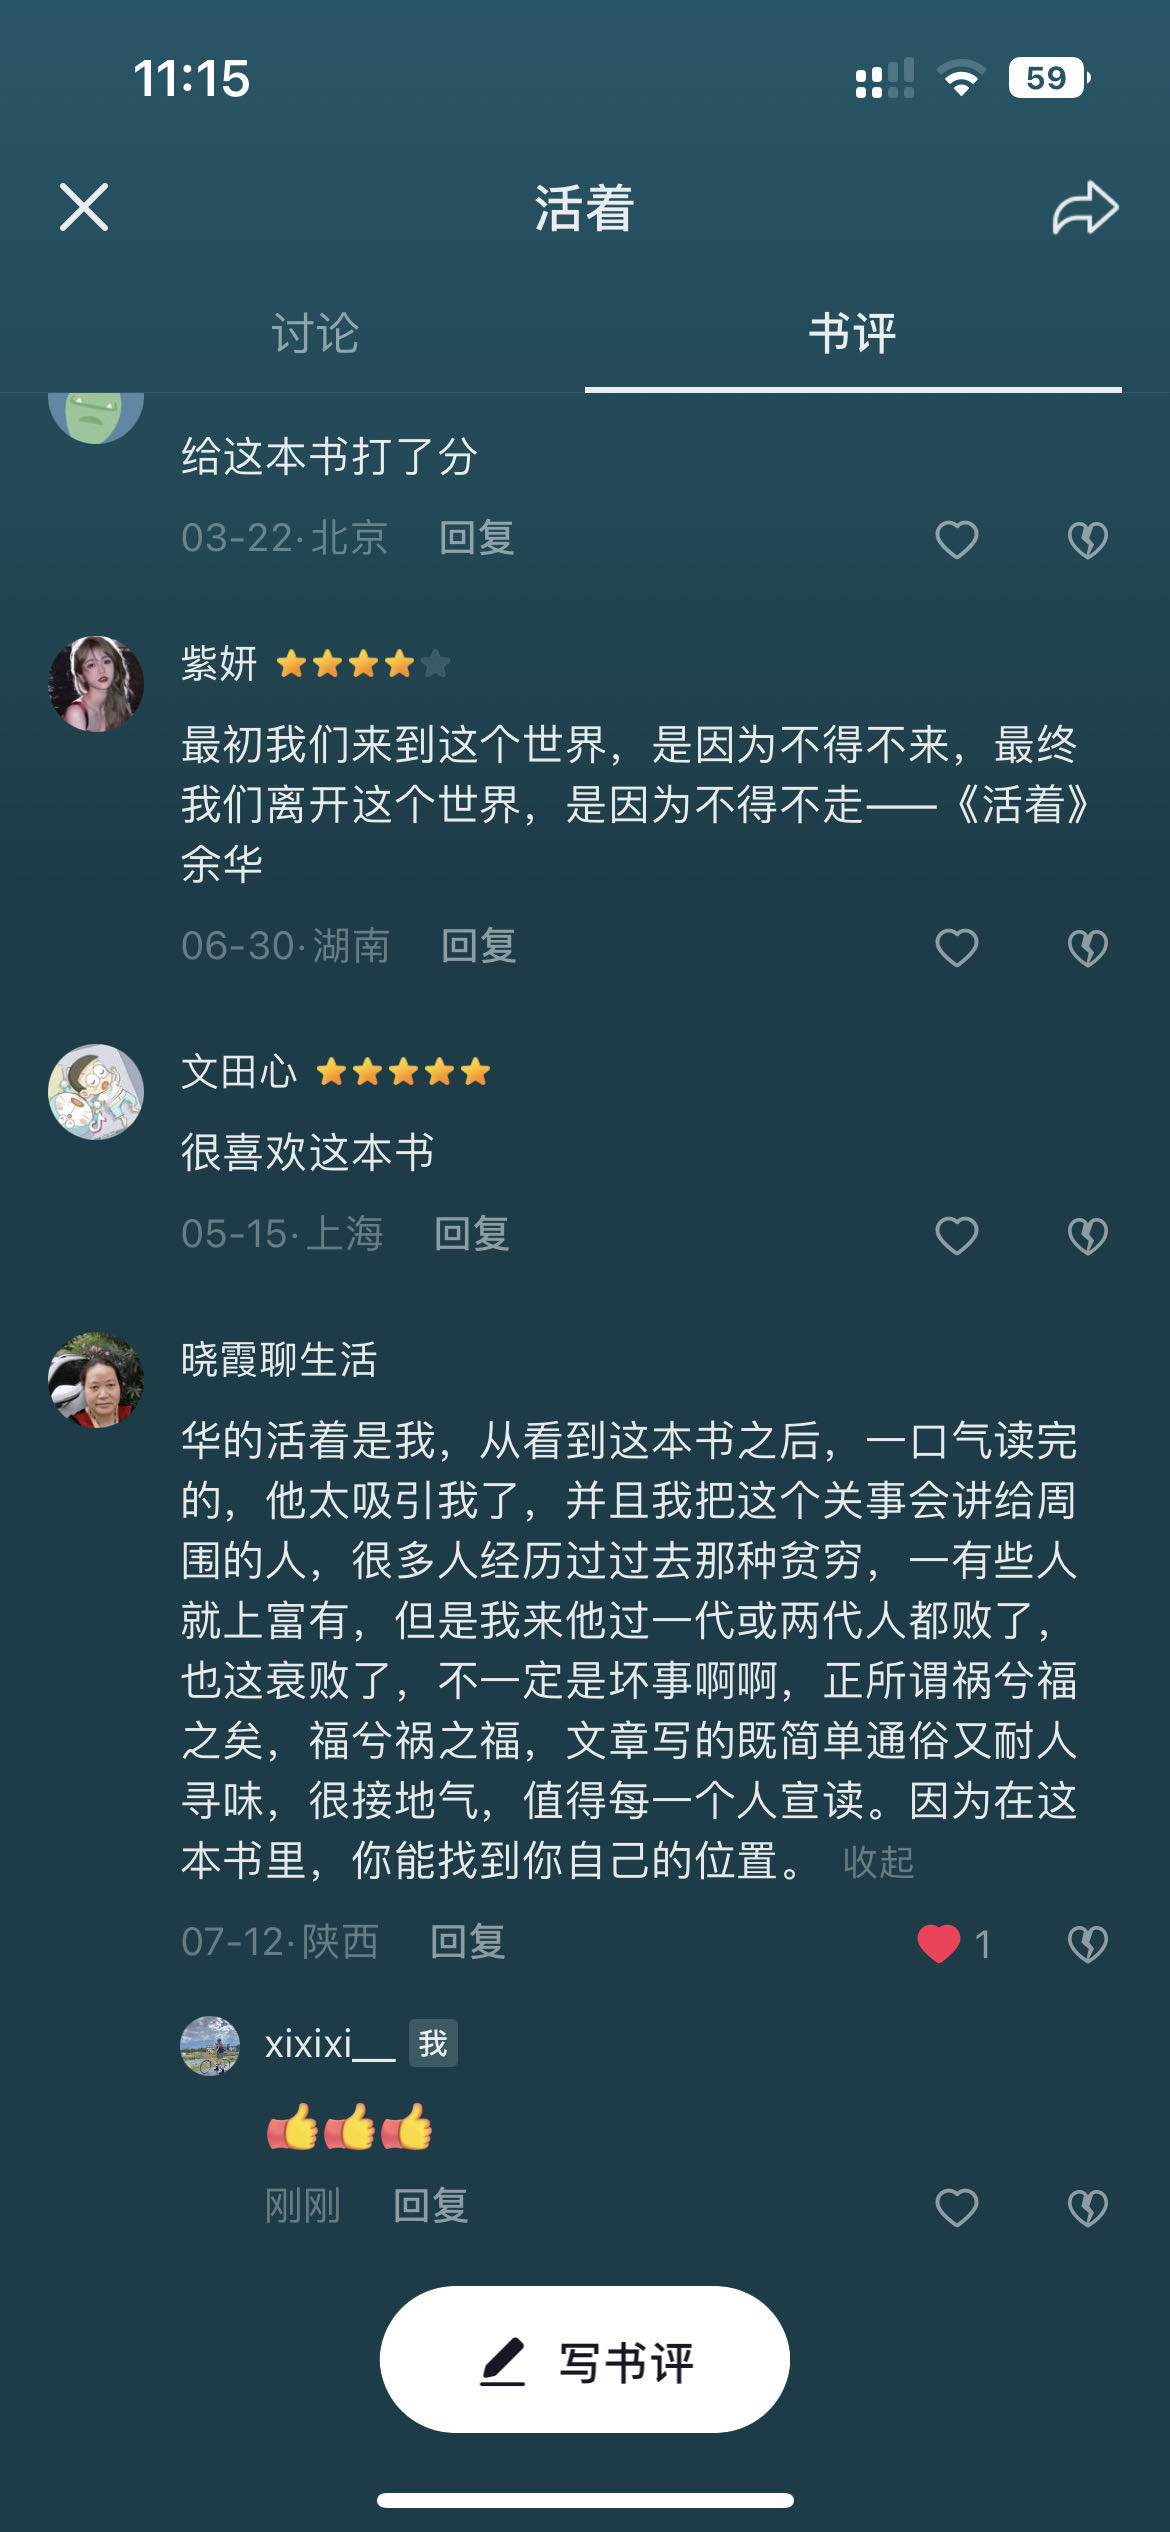 11:15
59
活着
讨论
书评
给这本书打了分
03-22·北京 回复
紫妍
最初我们来到这个世界，是因为不得不来，最终
我们离开这个世界，是因为不得不走——《活着》
余华
06-30·湖南 回复
文田心
很喜欢这本书
05-15·上海 回复
晓霞聊生活
华的活着是我，从看到这本书之后，一口气读完
的，他太吸引我了，并且我把这个关事会讲给周
围的人，很多人经历过过去那种贫穷，一有些人
就上富有，但是我来他过一代或两代人都败了，
也这衰败了，不一定是坏事啊啊，正所谓祸兮福
之矣，福兮祸之福，文章写的既简单通俗又耐人
寻味，很接地气，值得每一个人宣读。因为在这
本书里，你能找到你自己的位置。 收起
07-12·陕西 回复 1
xixixi__ 我
👍👍👍
刚刚 回复
写书评